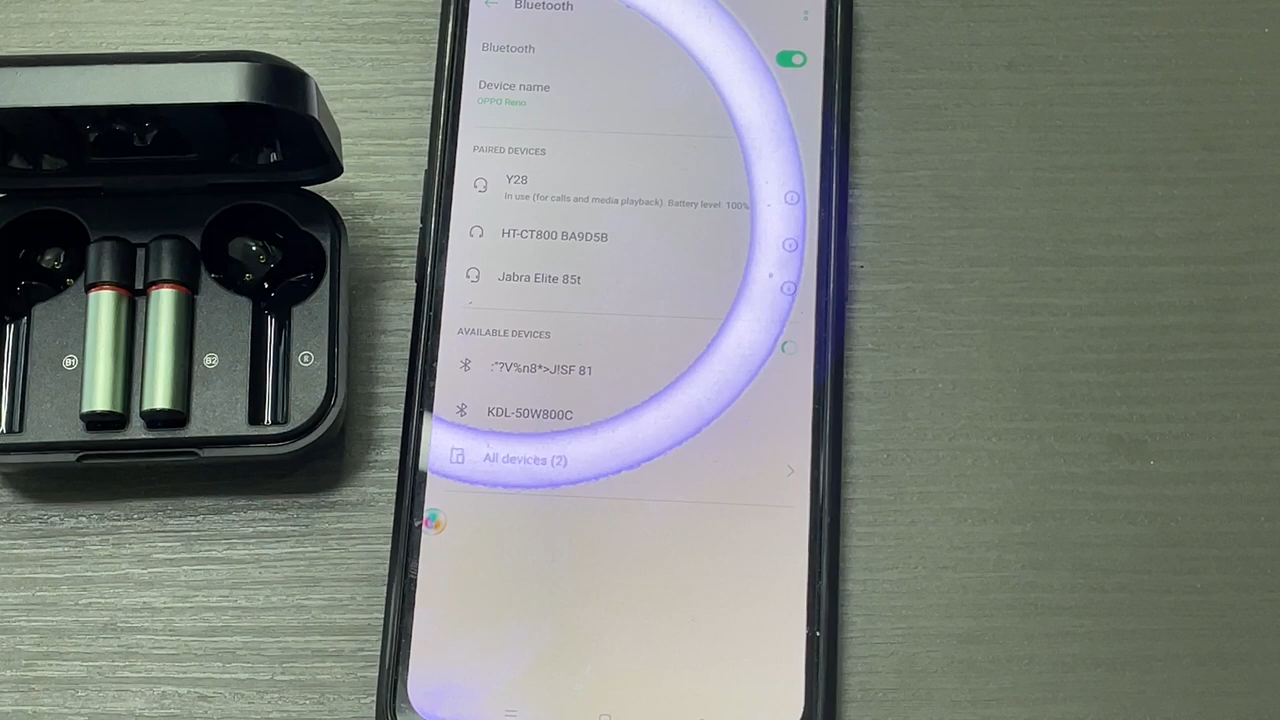 Bluetooth
Bluetooth
Device name
OPPO Reno
PAIRED DEVICES
Y28
In use (for calls and media playback). Battery level: 100%
HT-CT800 BA9D5B
Jabra Elite 85t
AVAILABLE DEVICES
:"?V%n8*>J!SF 81
KDL-50W800C
All devices (2)
B1
B2
R